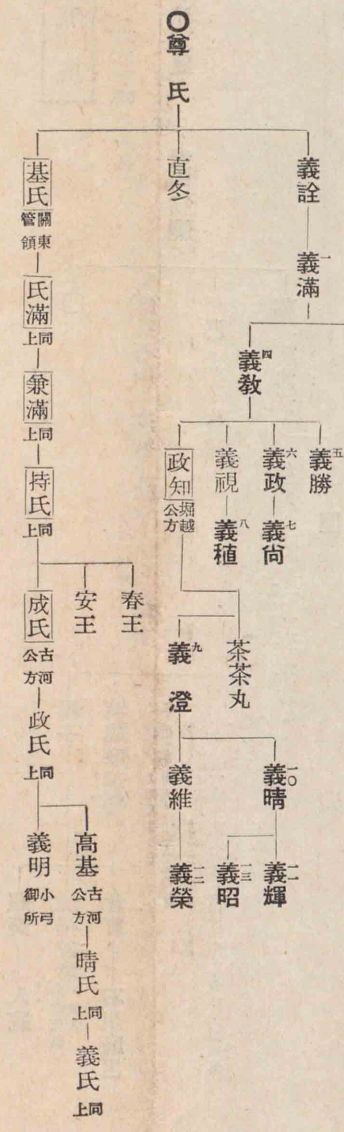 〇尊氏
義詮
一 義滿
四 義敎
五 義勝
六 義政
七 義尙
義視
八 義稙
政知 堀越公方
茶茶丸
九 義澄
一〇 義晴
一一 義輝
一三 義昭
義維
一二 義榮
直冬
基氏 關東管領
氏滿 同上
兼滿 同上
持氏 同上
春王
安王
成氏 古河公方
政氏 同上
高基 古河公方
晴氏 同上
義氏 同上
義明 小弓御所